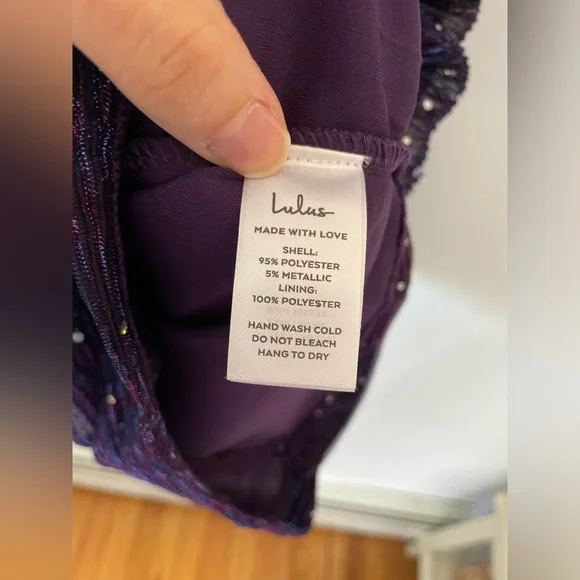 Lulus
MADE WITH LOVE
SHELL:
95% POLYESTER
5% METALLIC
LINING:
100% POLYESTER
HAND WASH COLD
DO NOT BLEACH
HANG TO DRY